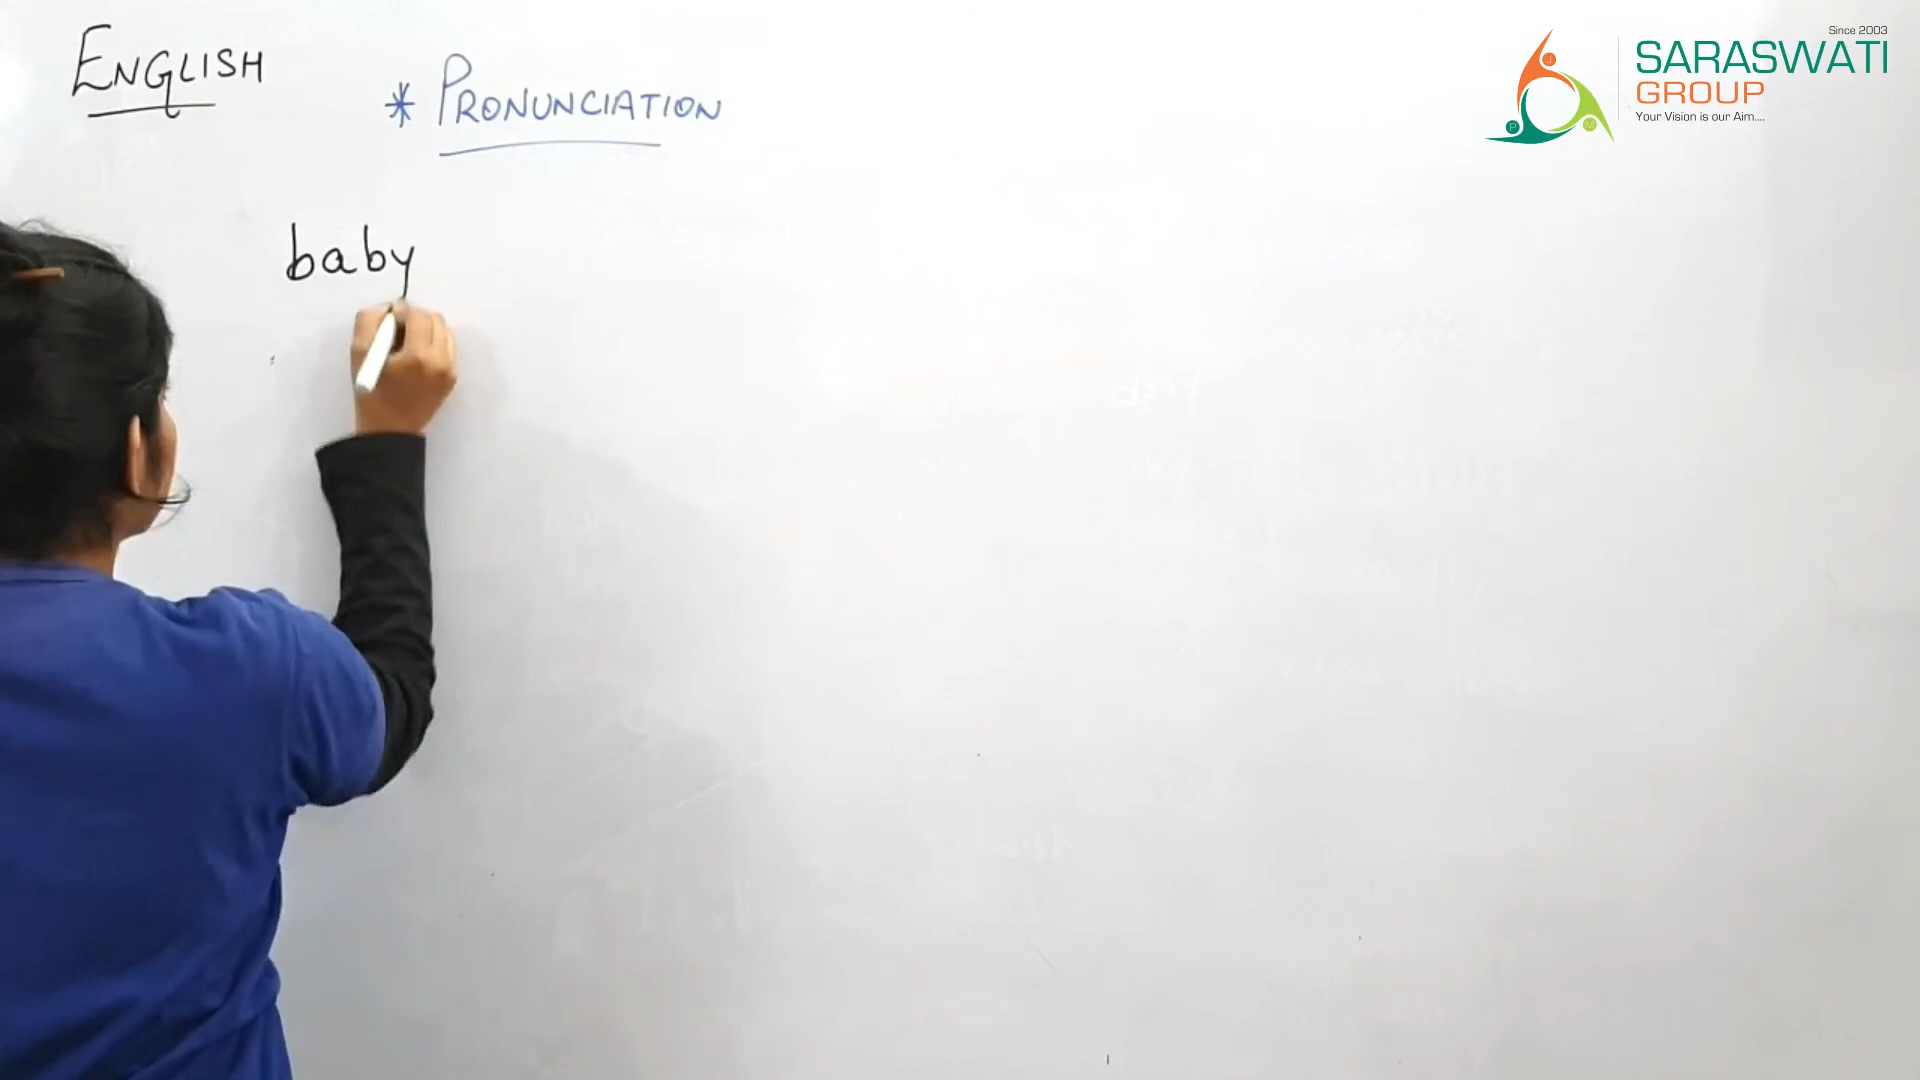 ENGLISH
* PRONUNCIATION
baby
Since 2003
SARASWATI
GROUP
Your Vision is our Aim....
J
P
M